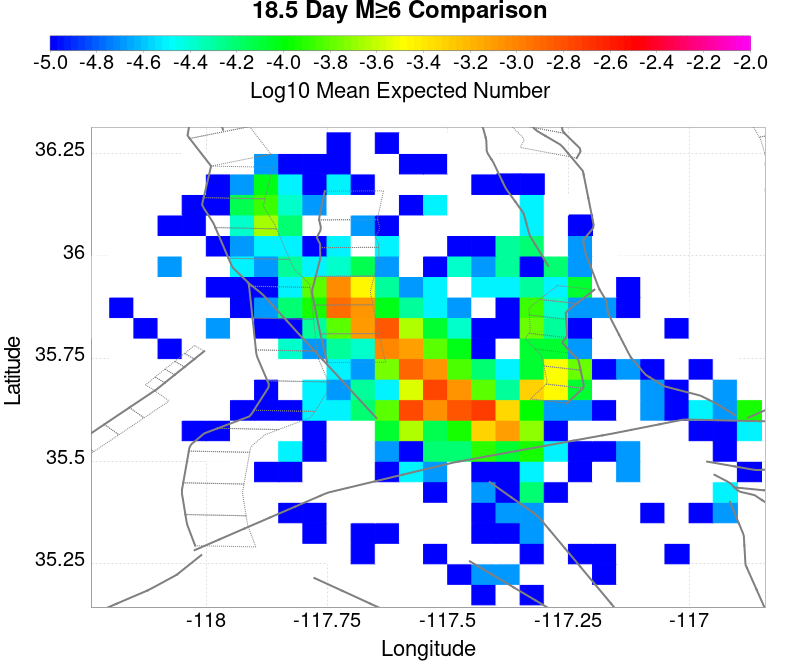 18.5 Day M≥6 Comparison
-5.0 -4.8 -4.6 -4.4 -4.2 -4.0 -3.8 -3.6 -3.4 -3.2 -3.0 -2.8 -2.6 -2.4 -2.2 -2.0
Log10 Mean Expected Number
36.25
36
35.75
35.5
35.25
Latitude
-118 -117.75 -117.5 -117.25 -117
Longitude